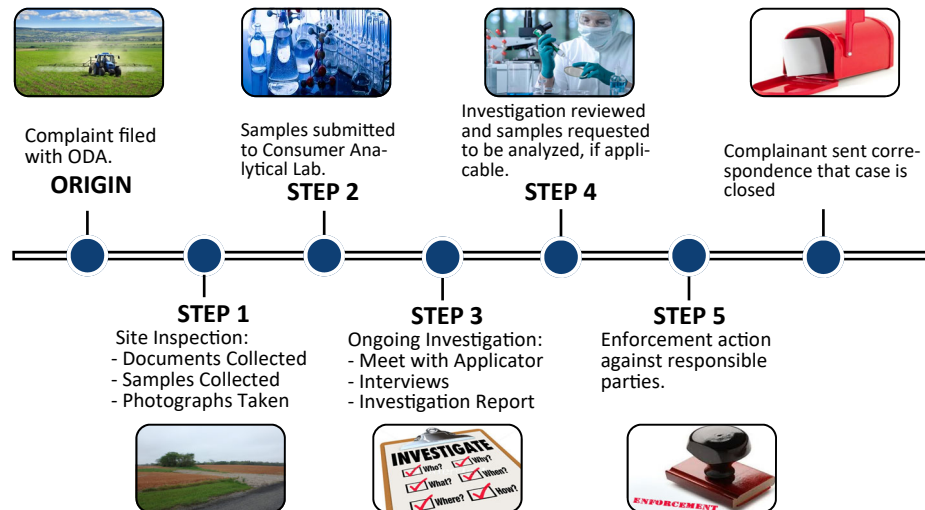 Complaint filed
with ODA.
ORIGIN
Samples submitted
to Consumer Ana-
lytical Lab.
STEP 2
Investigation reviewed
and samples requested
to be analyzed, if appli-
cable.
STEP 4
Complainant sent corre-
spondence that case is
closed
STEP 1
Site Inspection:
- Documents Collected
- Samples Collected
- Photographs Taken
STEP 3
Ongoing Investigation:
- Meet with Applicator
- Interviews
- Investigation Report
STEP 5
Enforcement action
against responsible
parties.
INVESTIGATE
Who? Why?
What? When?
Where? How?
ENFORCEMENT